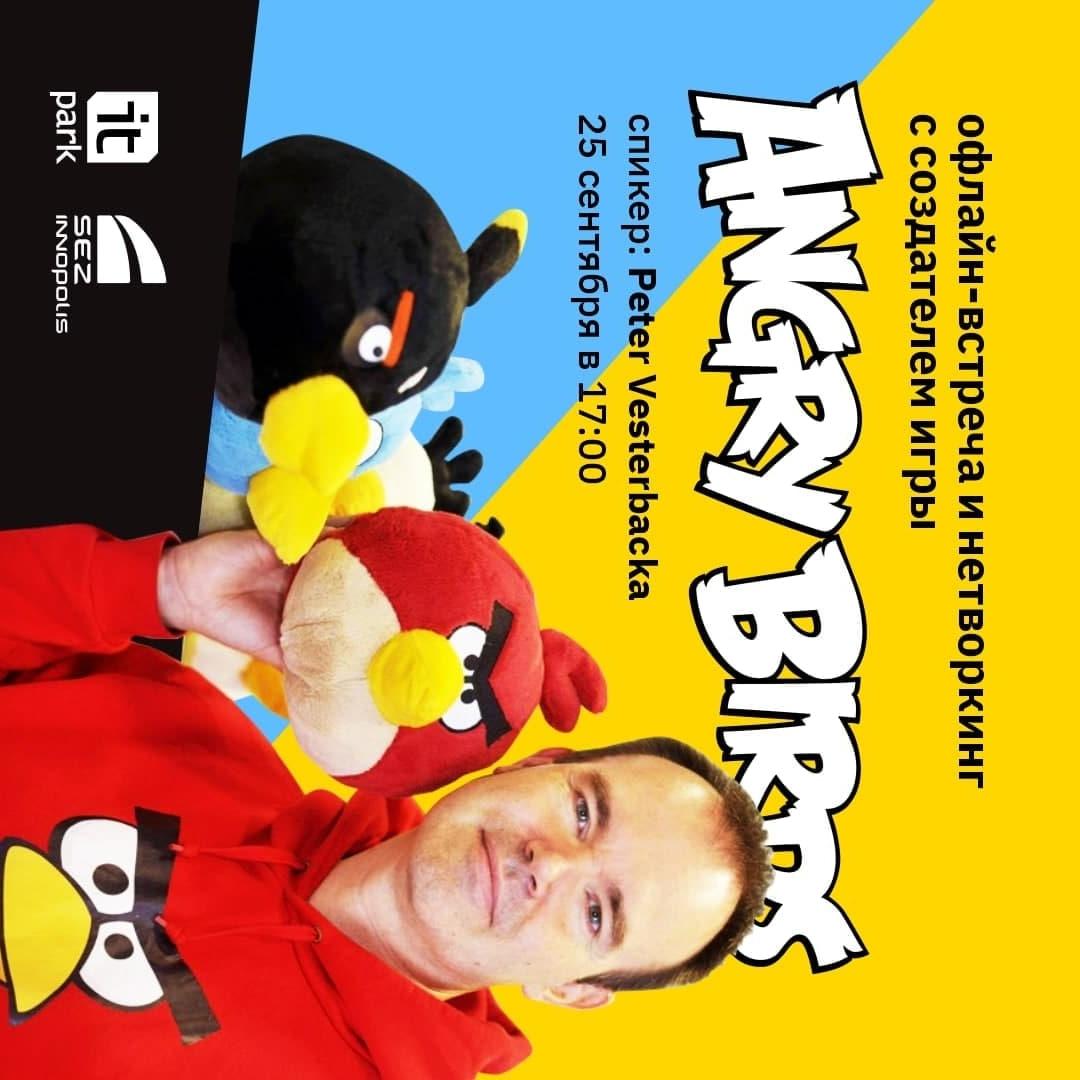 офлайн-встреча и нетворкинг
с создателем игры
ANGRY BIRDS
спикер: Peter Vesterbacka
25 сентября в 17:00
it
park
SEZ
INNOPOLIS